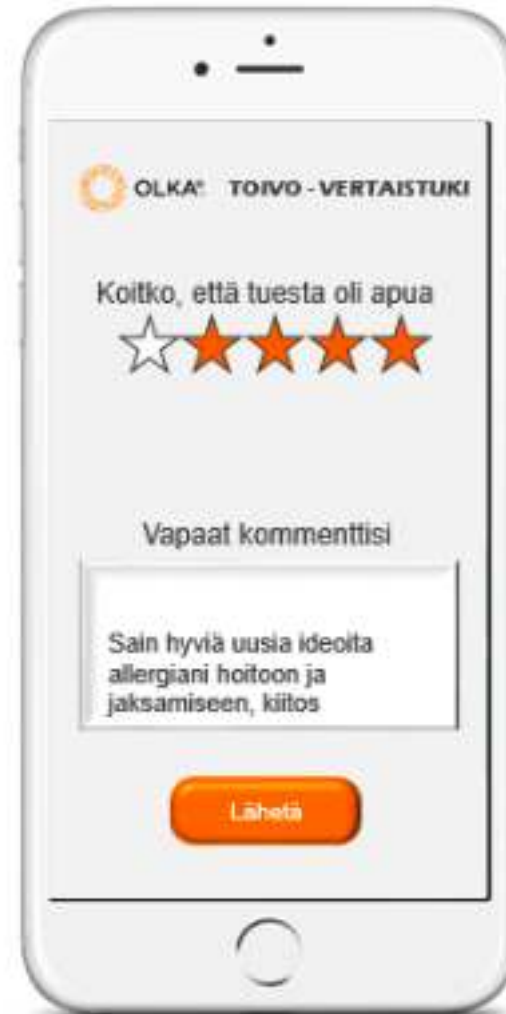 OLKA® TOIVO - VERTAISTUKI
Koitko, että tuesta oli apua
Vapaat kommenttisi
Sain hyviä uusia ideoita
allergiani hoitoon ja
jaksamiseen, kiitos
Lähetä